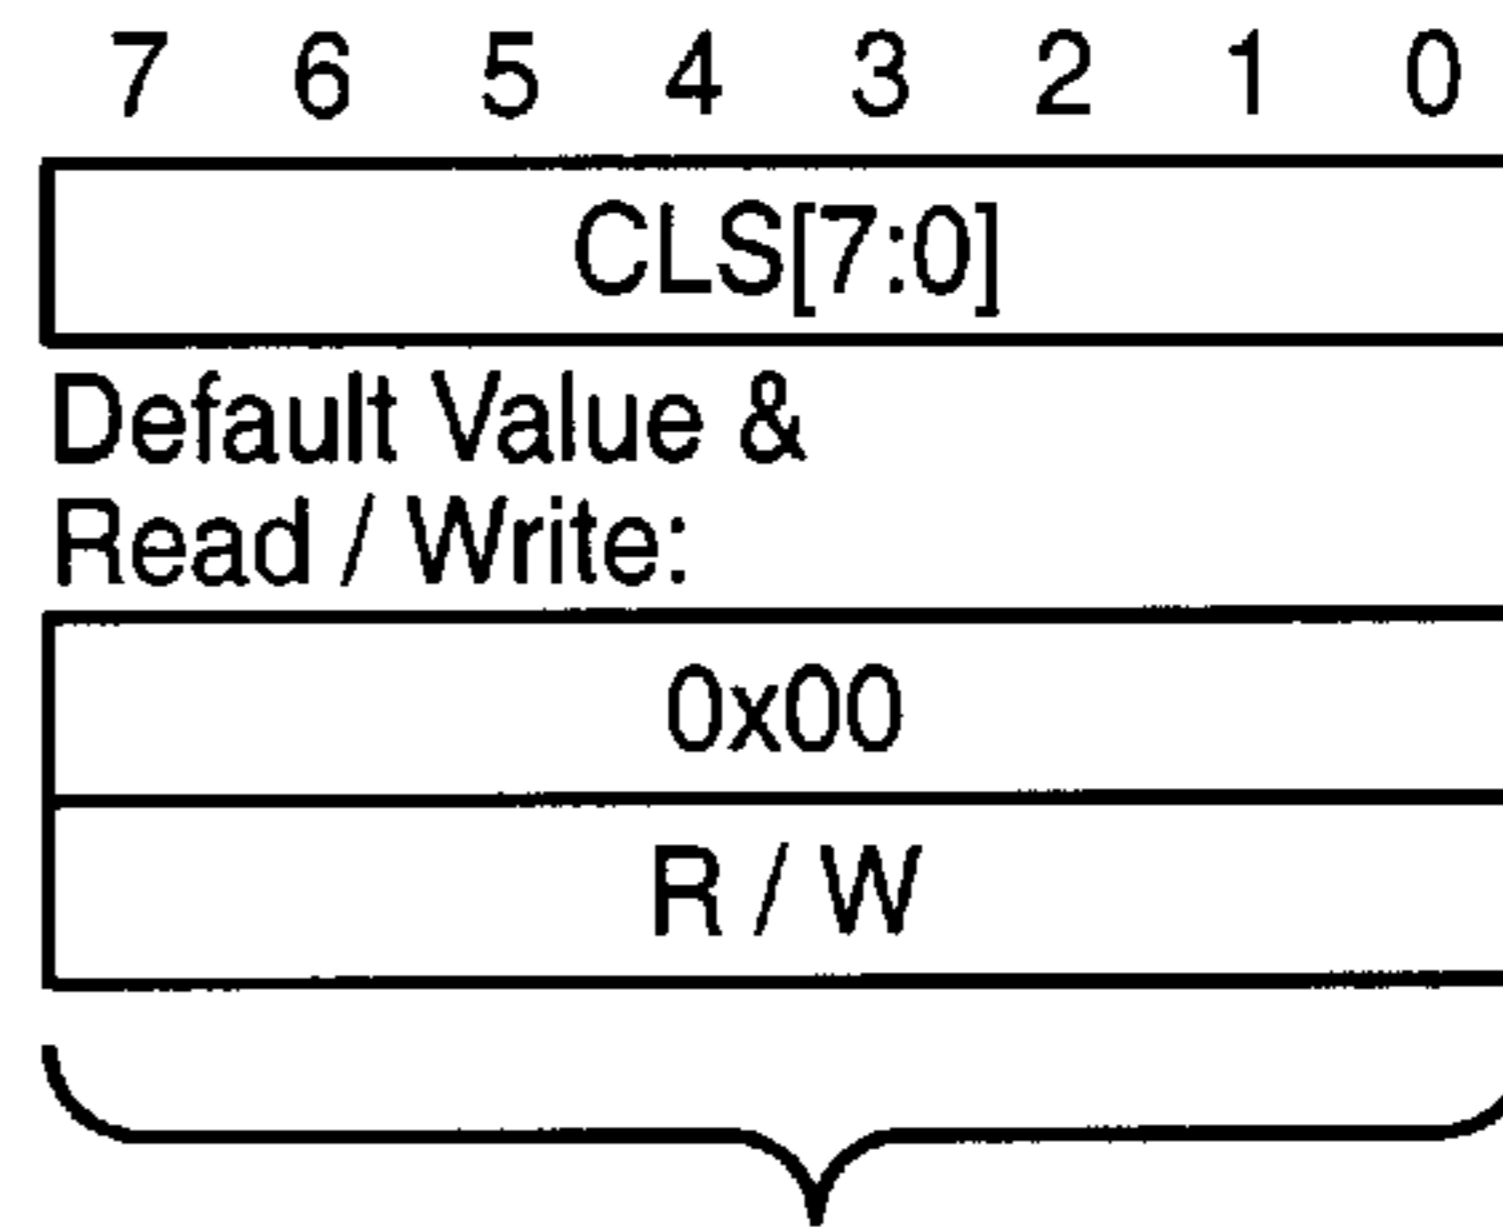 7 6 5 4 3 2 1 0
CLS[7:0]
Default Value &
Read / Write:
0x00
R / W